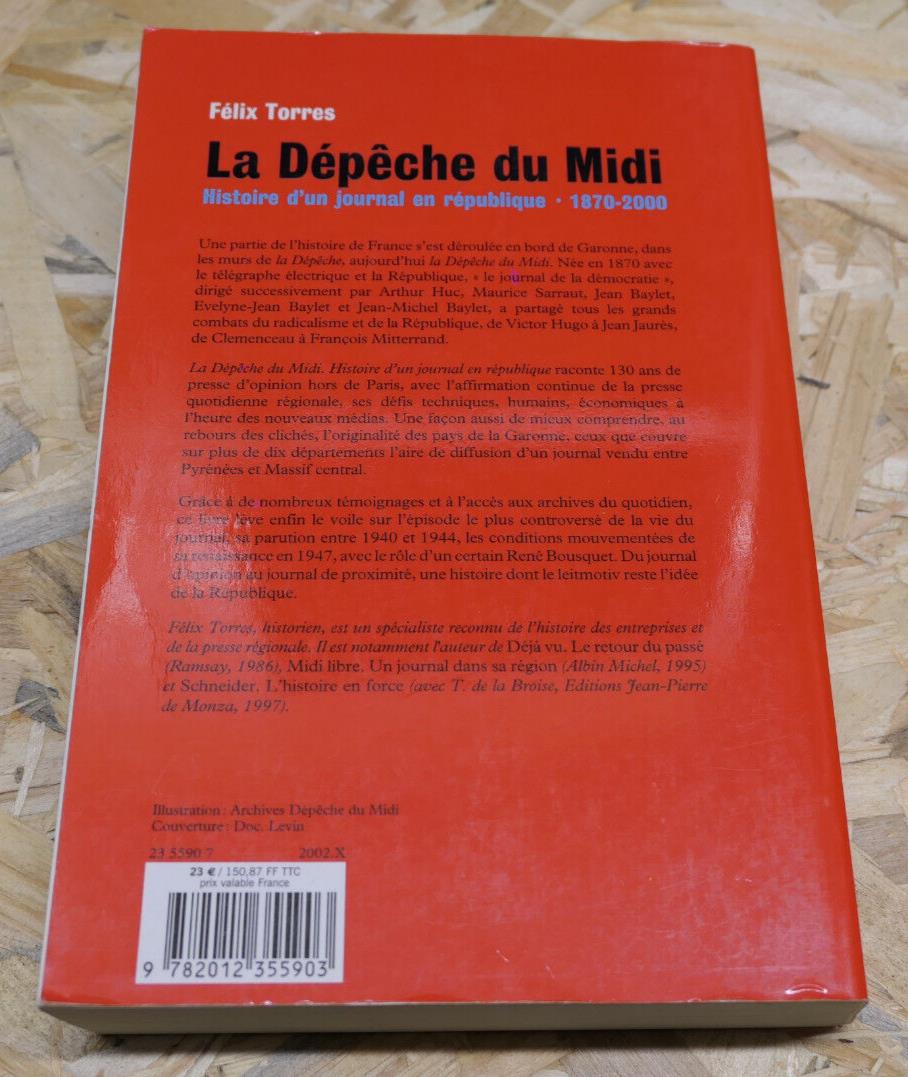 Félix Torres
La Dépêche du Midi
Histoire d'un journal en république · 1870-2000
Une partie de l'histoire de France s'est déroulée en bord de Garonne, dans
les murs de la Dépêche, aujourd'hui la Dépêche du Midi. Née en 1870 avec
le télégraphe électrique et la République, « le journal de la démocratie »,
dirigé successivement par Arthur Huc, Maurice Sarraut, Jean Baylet,
Evelyne-Jean Baylet et Jean-Michel Baylet, a partagé tous les grands
combats du radicalisme et de la République, de Victor Hugo à Jean Jaurès,
de Clemenceau à François Mitterrand.
La Dépêche du Midi. Histoire d'un journal en république raconte 130 ans de
presse d'opinion hors de Paris, avec l'affirmation continue de la presse
quotidienne régionale, ses défis techniques, humains, économiques à
l'heure des nouveaux médias. Une façon aussi de mieux comprendre, au
rebours des clichés, l'originalité des pays de la Garonne, ceux que couvre
sur plus de dix départements l'aire de diffusion d'un journal vendu entre
Pyrénées et Massif central.
Grâce à de nombreux témoignages et à l'accès aux archives du quotidien,
ce livre lève enfin le voile sur l'épisode le plus controversé de la vie du
journal, sa parution entre 1940 et 1944, les conditions mouvementées de
sa renaissance en 1947, avec le rôle d'un certain René Bousquet. Du journal
d'opinion au journal de proximité, une histoire dont le leitmotiv reste l'idée
de la République.
Félix Torres, historien, est un spécialiste reconnu de l'histoire des entreprises et
de la presse régionale. Il est notamment l'auteur de Déjà vu. Le retour du passé
(Ramsay, 1986), Midi libre. Un journal dans sa région (Albin Michel, 1995)
et Schneider. L'histoire en force (avec T. de la Broise, Editions Jean-Pierre
de Monza, 1997).
Illustration : Archives Dépêche du Midi
Couverture : Doc. Levin
23 5590 7 2002.X
23 € / 150,87 FF TTC
prix valable France
9 782012 355903